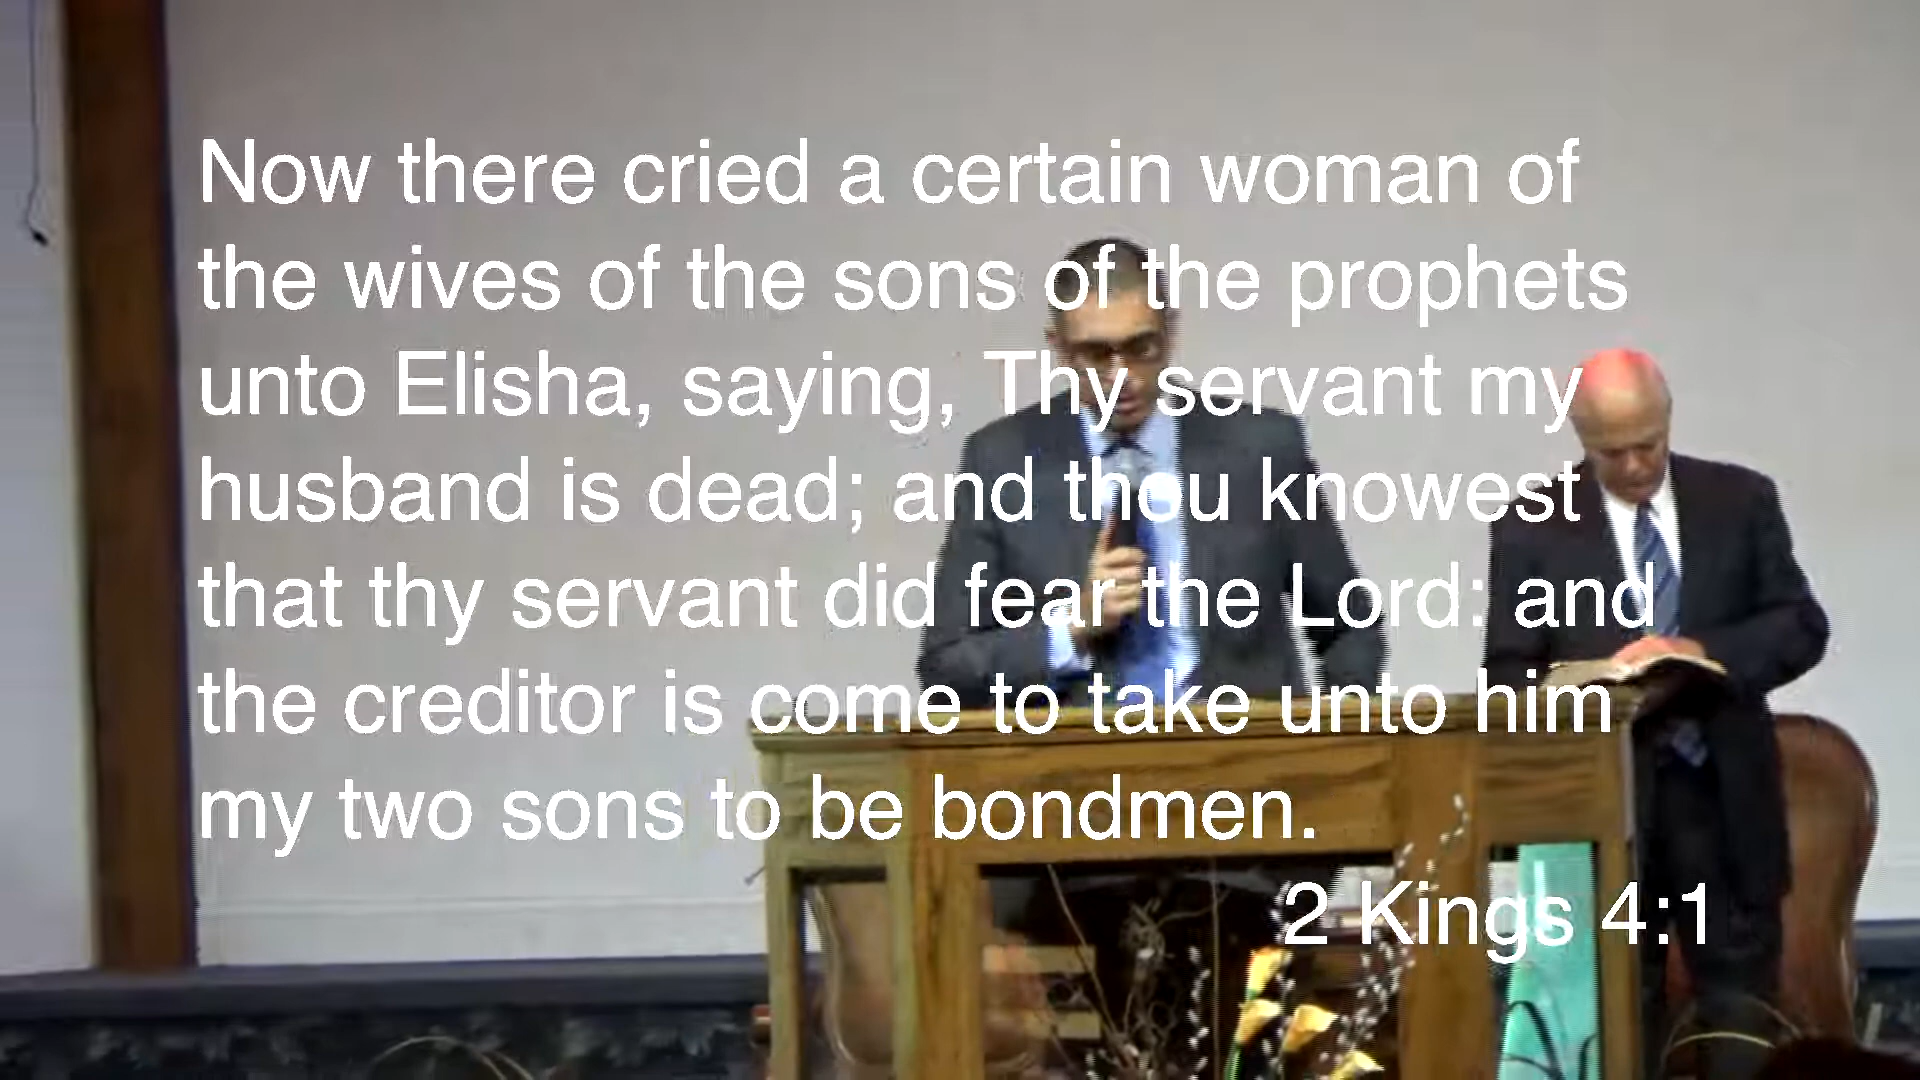 Now there cried a certain woman of
the wives of the sons of the prophets
unto Elisha, saying, Thy servant my
husband is dead; and thou knowest
that thy servant did fear the Lord: and
the creditor is come to take unto him
my two sons to be bondmen.
2 Kings 4:1